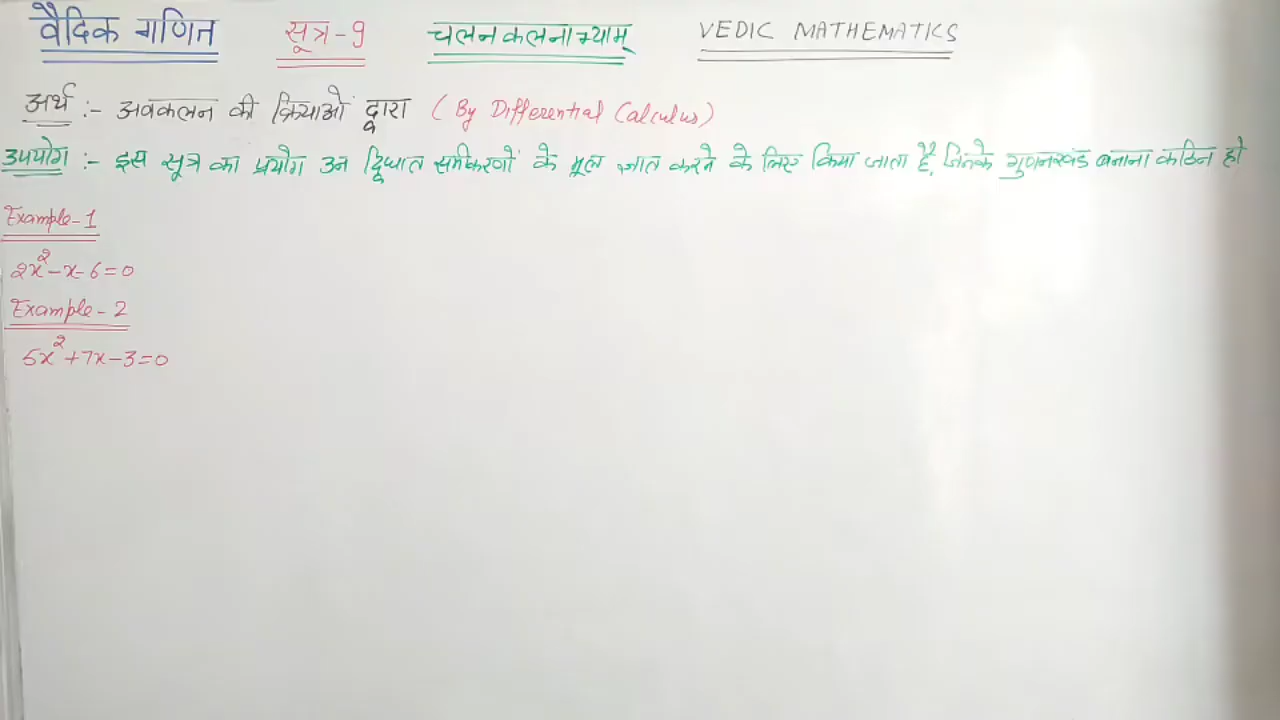 वैदिक गणित सूत्र-9 चलनकलनाभ्याम् VEDIC MATHEMATICS
अर्थ :- अवकलन की क्रियाओं द्वारा (By Differential Calculus)
उपयोग :- इस सूत्र का प्रयोग उन द्विघात समीकरणों के मूल ज्ञात करने के लिए किया जाता है, जिनके गुणनखंड बनाना कठिन हो
Example-1
2x²-x-6=0
Example-2
5x²+7x-3=0